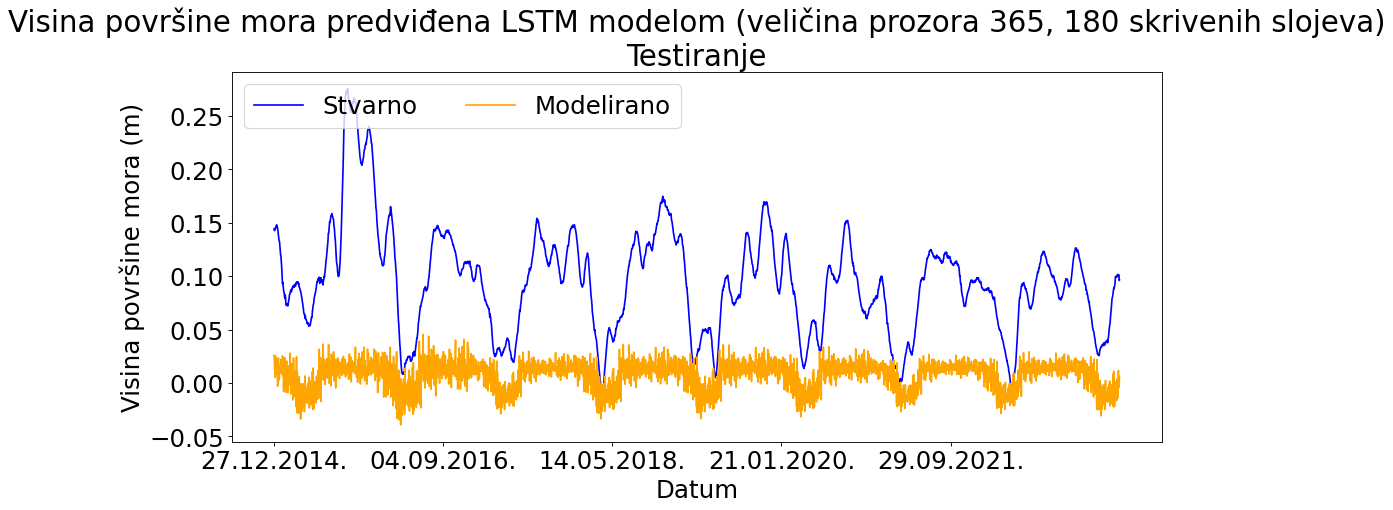 Visina površine mora predviđena LSTM modelom (veličina prozora 365, 180 skrivenih slojeva)
Testiranje
Stvarno Modelirano
Visina površine mora (m)
0.25
0.20
0.15
0.10
0.05
0.00
−0.05
27.12.2014. 04.09.2016. 14.05.2018. 21.01.2020. 29.09.2021.
Datum